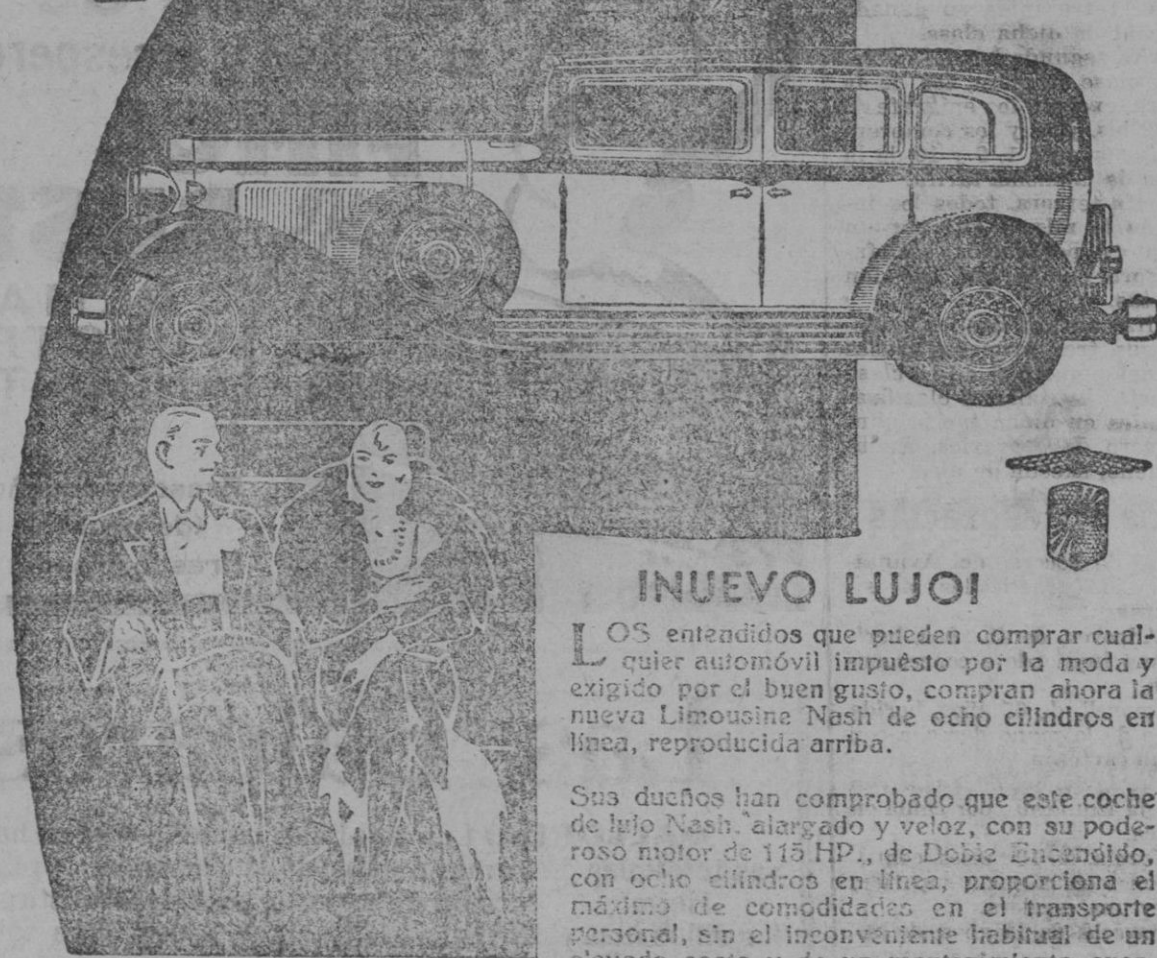 ¡NUEVO LUJO!
LOS entendidos que pueden comprar cual-
quier automóvil impuésto por la moda y
exigido por el buen gusto, compran ahora la
nueva Limousine Nash de ocho cilindros en
línea, reproducida arriba.
Sus dueños han comprobado que este coche
de lujo Nash, alargado y veloz, con su pode-
roso motor de 115 HP., de Doble Encendido,
con ocho cilindros en línea, proporciona el
máximo de comodidades en el transporte
personal, sin el inconveniente habitual de un